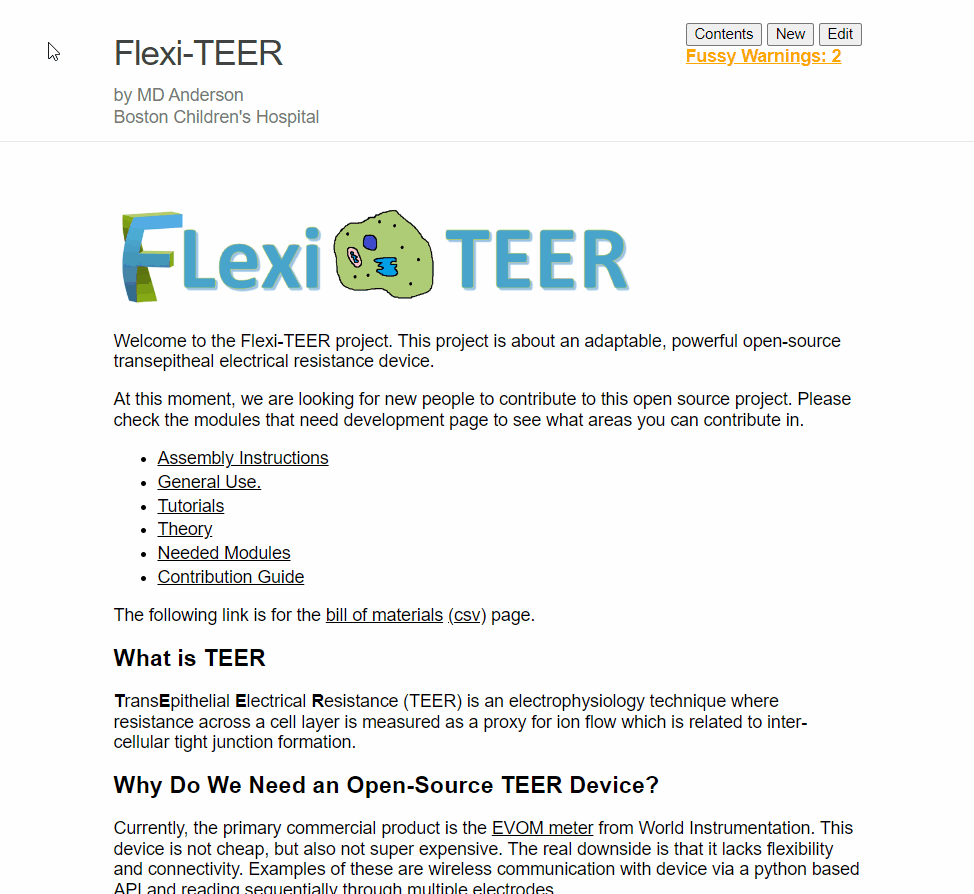 Flexi-TEER
Contents New Edit
Fussy Warnings: 2
by MD Anderson
Boston Children's Hospital
FLexi TEER
Welcome to the Flexi-TEER project. This project is about an adaptable, powerful open-source
transepitheal electrical resistance device.
At this moment, we are looking for new people to contribute to this open source project. Please
check the modules that need development page to see what areas you can contribute in.
• Assembly Instructions
• General Use.
• Tutorials
• Theory
• Needed Modules
• Contribution Guide
The following link is for the bill of materials (csv) page.
What is TEER
TransEpithelial Electrical Resistance (TEER) is an electrophysiology technique where
resistance across a cell layer is measured as a proxy for ion flow which is related to inter-
cellular tight junction formation.
Why Do We Need an Open-Source TEER Device?
Currently, the primary commercial product is the EVOM meter from World Instrumentation. This
device is not cheap, but also not super expensive. The real downside is that it lacks flexibility
and connectivity. Examples of these are wireless communication with device via a python based
API and reading sequentially through multiple electrodes.